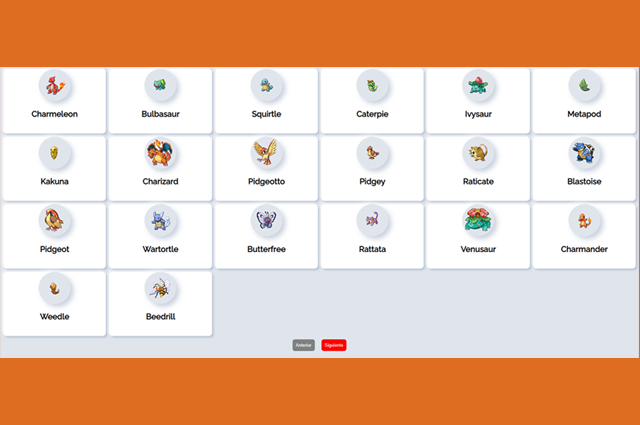 Charmeleon
Bulbasaur
Squirtle
Caterpie
Ivysaur
Metapod
Kakuna
Charizard
Pidgeotto
Pidgey
Raticate
Blastoise
Pidgeot
Wartortle
Butterfree
Rattata
Venusaur
Charmander
Weedle
Beedrill
Anterior
Siguiente